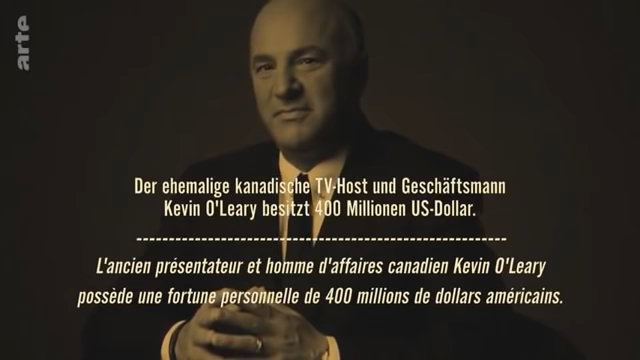 arte
Der ehemalige kanadische TV-Host und Geschäftsmann
Kevin O'Leary besitzt 400 Millionen US-Dollar.
--------------------------------------------------------
L'ancien présentateur et homme d'affaires canadien Kevin O'Leary
possède une fortune personnelle de 400 millions de dollars américains.